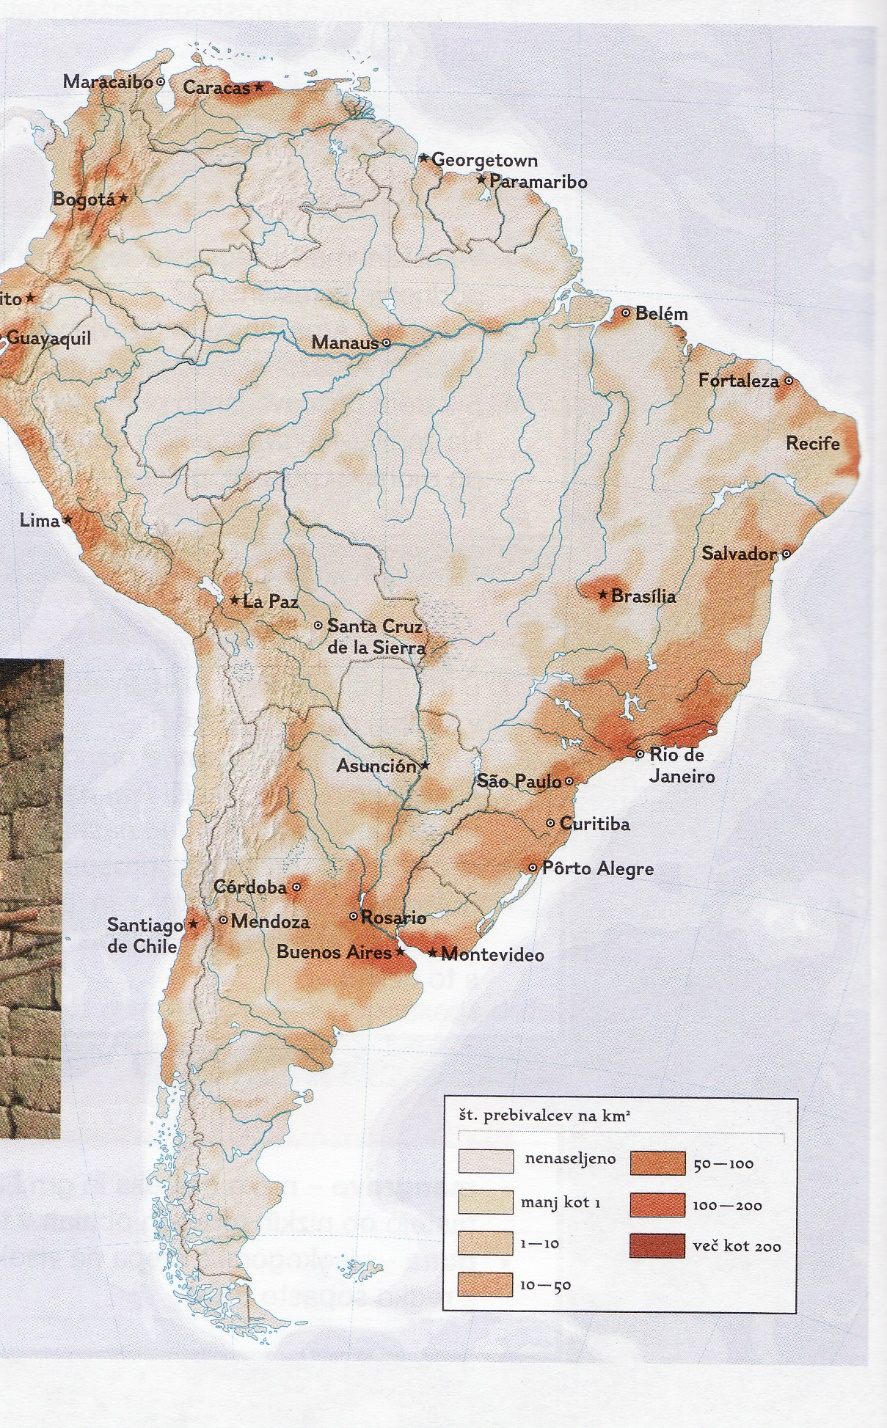 Maracaibo
Caracas
Georgetown
Paramaribo
Bogotá
ito
Guayaquil
Belém
Manaus
Fortaleza
Recife
Lima
Salvador
La Paz
Brasília
Santa Cruz
de la Sierra
Asunción
Rio de
Janeiro
São Paulo
Curitiba
Pôrto Alegre
Córdoba
Santiago
de Chile
Mendoza
Rosario
Buenos Aires
Montevideo
št. prebivalcev na km²
nenaseljeno
manj kot 1
1—10
10—50
50—100
100—200
več kot 200